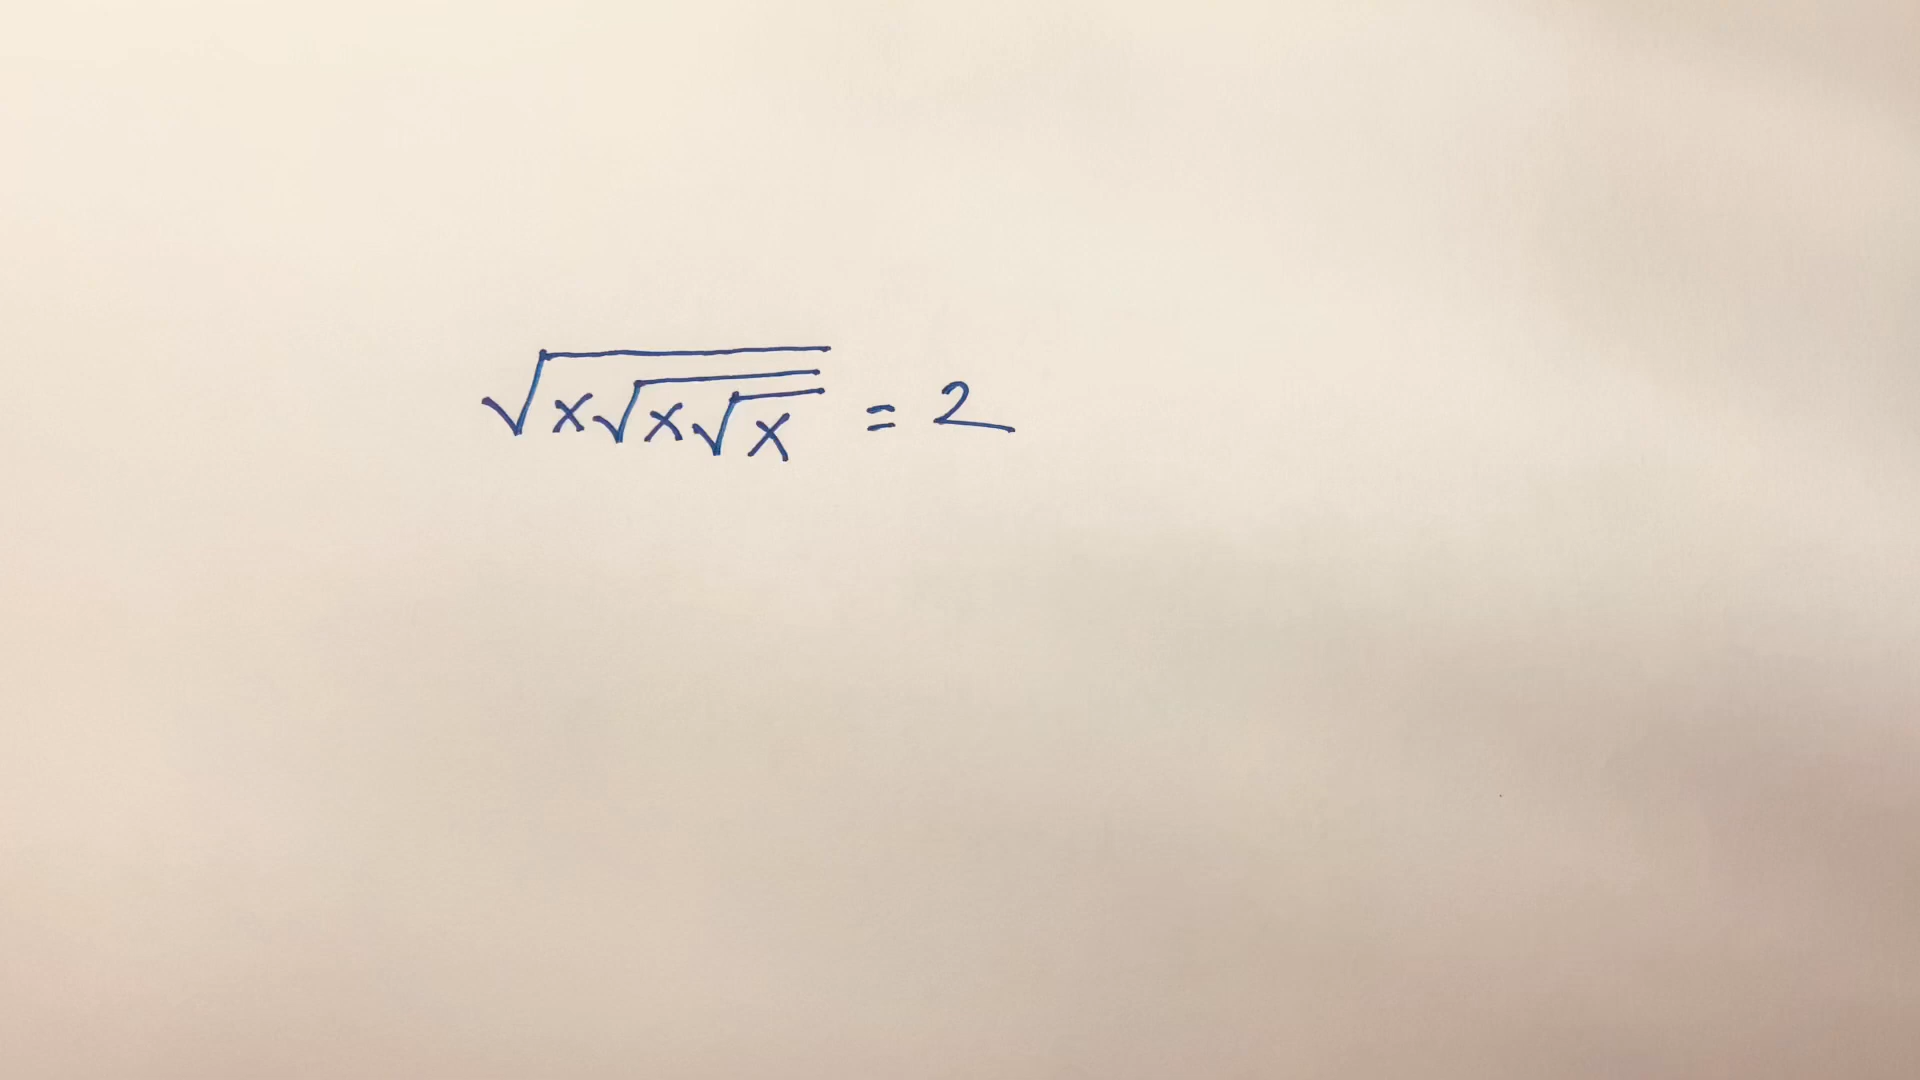 √(x√(x√x)) = 2